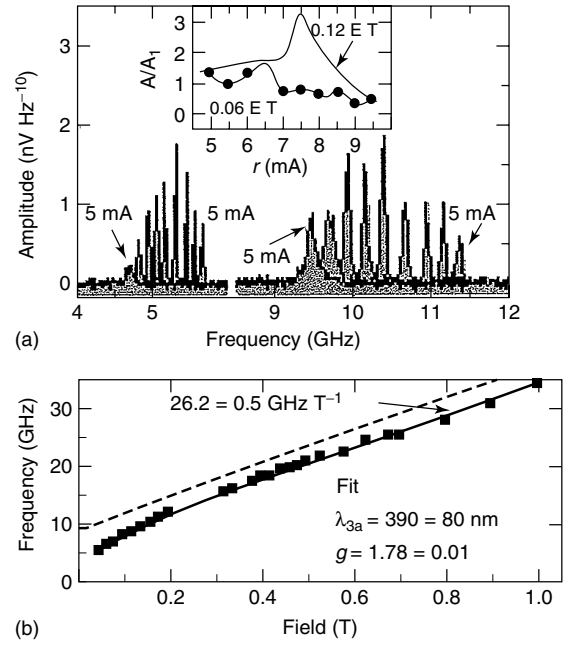 (a)
Amplitude (nV Hz⁻¹⁰)
3
2
1
0
4
5
9
10
11
12
Frequency (GHz)
5 mA
5 mA
5 mA
5 mA
A/A₁
3
2
1
0
5
6
7
8
9
r (mA)
0.12 E T
0.06 E T
(b)
Frequency (GHz)
30
20
10
0
0.2
0.4
0.6
0.8
1.0
Field (T)
26.2 = 0.5 GHz T⁻¹
Fit
λ₃ₐ = 390 = 80 nm
g = 1.78 = 0.01